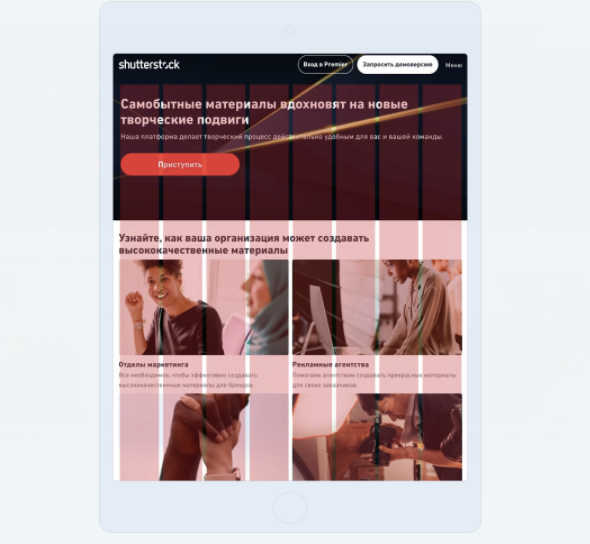 shutterstock
Вход в Premier
Запросить демоверсию
Меню
Самобытные материалы вдохновят на новые
творческие подвиги
Наша платформа делает творческий процесс действительно удобным для вас и вашей команды.
Приступить
Узнайте, как ваша организация может создавать
высококачественные материалы
Отделы маркетинга
Все необходимое, чтобы эффективно создавать
высококачественные материалы для брендов.
Рекламные агентства
Помогаем агентствам создавать прекрасные материалы
для своих заказчиков.